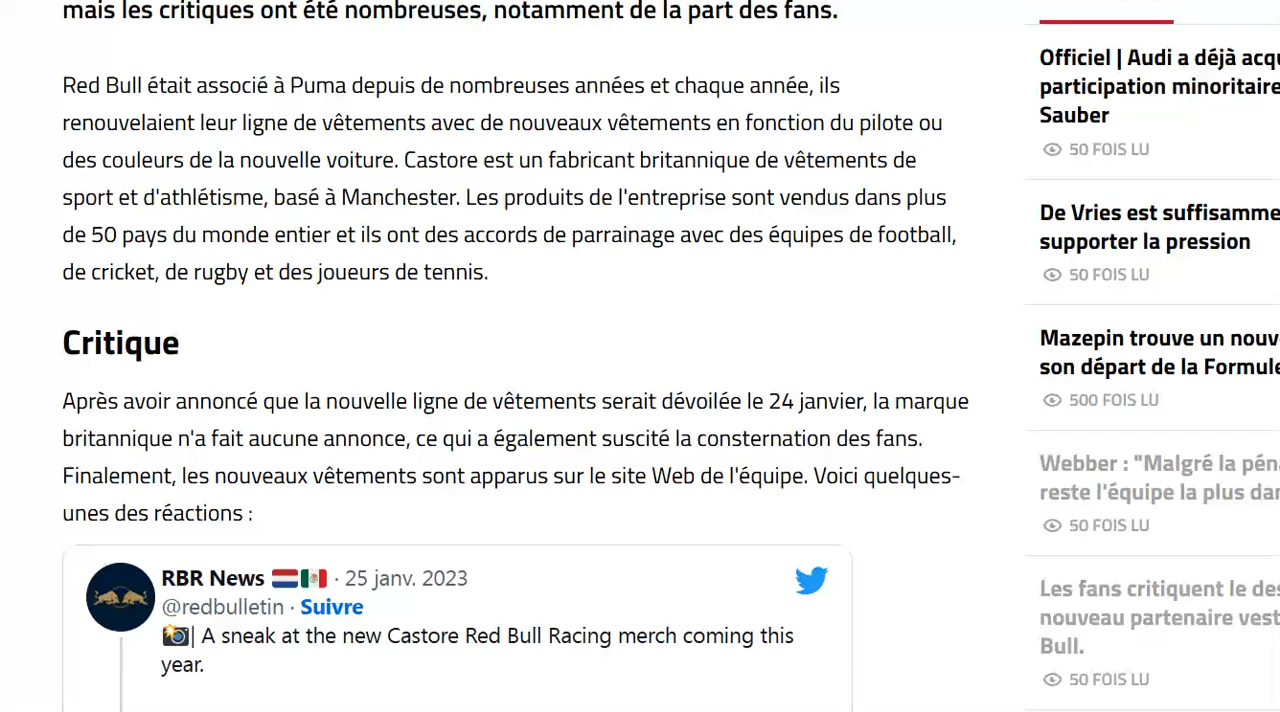 mais les critiques ont été nombreuses, notamment de la part des fans.
Red Bull était associé à Puma depuis de nombreuses années et chaque année, ils
renouvelaient leur ligne de vêtements avec de nouveaux vêtements en fonction du pilote ou
des couleurs de la nouvelle voiture. Castore est un fabricant britannique de vêtements de
sport et d'athlétisme, basé à Manchester. Les produits de l'entreprise sont vendus dans plus
de 50 pays du monde entier et ils ont des accords de parrainage avec des équipes de football,
de cricket, de rugby et des joueurs de tennis.
Critique
Après avoir annoncé que la nouvelle ligne de vêtements serait dévoilée le 24 janvier, la marque
britannique n'a fait aucune annonce, ce qui a également suscité la consternation des fans.
Finalement, les nouveaux vêtements sont apparus sur le site Web de l'équipe. Voici quelques-
unes des réactions :
RBR News · 25 janv. 2023
@redbulletin · Suivre
| A sneak at the new Castore Red Bull Racing merch coming this
year.
Officiel | Audi a déjà acqu
participation minoritaire
Sauber
50 FOIS LU
De Vries est suffisamme
supporter la pression
50 FOIS LU
Mazepin trouve un nouv
son départ de la Formule
500 FOIS LU
Webber : "Malgré la pén
reste l'équipe la plus dan
50 FOIS LU
Les fans critiquent le des
nouveau partenaire vest
Bull.
50 FOIS LU